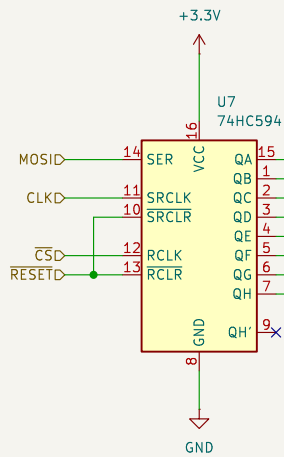 +3.3V
U7
74HC594
16
VCC
MOSI 14 SER QA 15
QB 1
CLK 11 SRCLK QC 2
10 SRCLR QD 3
QE 4
CS 12 RCLK QF 5
RESET 13 RCLR QG 6
QH 7
GND QH' 9
8
GND